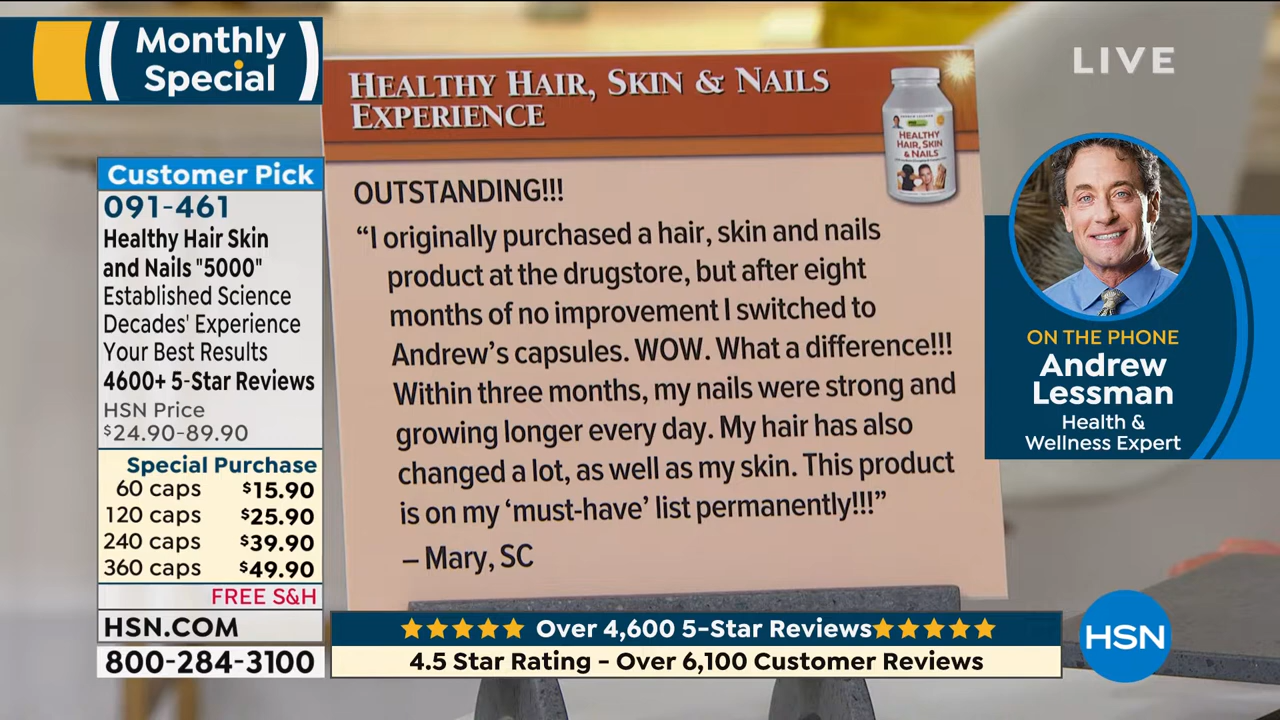 Monthly
Special
LIVE
Customer Pick
091-461
Healthy Hair Skin
and Nails "5000"
Established Science
Decades' Experience
Your Best Results
4600+ 5-Star Reviews
HSN Price
$24.90-89.90
Special Purchase
60 caps $15.90
120 caps $25.90
240 caps $39.90
360 caps $49.90
FREE S&H
HSN.COM
800-284-3100
HEALTHY HAIR, SKIN & NAILS
EXPERIENCE
HEALTHY
HAIR, SKIN
& NAILS
OUTSTANDING!!!
“I originally purchased a hair, skin and nails
product at the drugstore, but after eight
months of no improvement I switched to
Andrew’s capsules. WOW. What a difference!!!
Within three months, my nails were strong and
growing longer every day. My hair has also
changed a lot, as well as my skin. This product
is on my ‘must-have’ list permanently!!!”
– Mary, SC
ON THE PHONE
Andrew
Lessman
Health &
Wellness Expert
Over 4,600 5-Star Reviews
4.5 Star Rating - Over 6,100 Customer Reviews
HSN